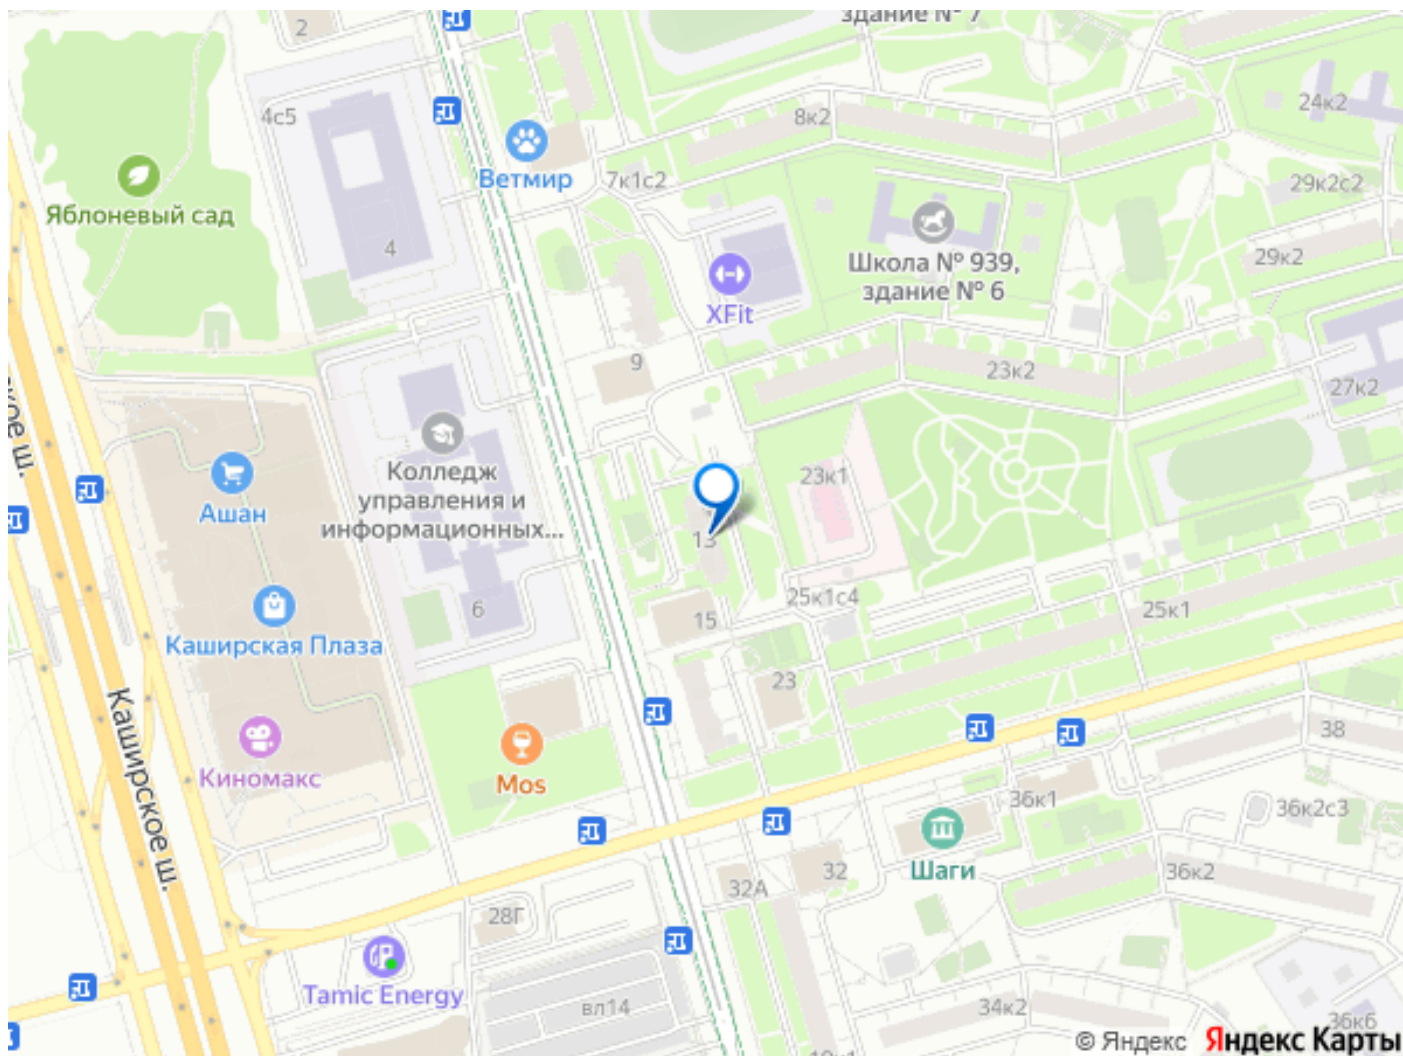 здание № 7
2
24к2
4с5
8к2
Ветмир
7к1с2
29к2с2
Яблоневый сад
4
Школа № 939,
здание № 6
29к2
XFit
9
23к2
27к2
Колледж
управления и
информационных...
23к1
Ашан
13
25к1с4
6
15
25к1
Каширская Плаза
23
Каширское ш.
38
Киномакс
Mos
36к1
36к2с3
Шаги
32
32А
36к2
28Г
Tamic Energy
вл14
34к2
36к6
© Яндекс Яндекс Карты